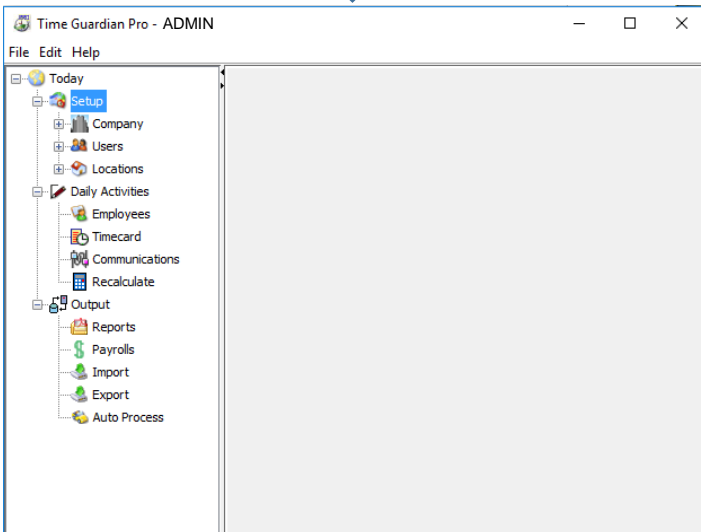 Time Guardian Pro - ADMIN
File Edit Help
Today
Setup
Company
Users
Locations
Daily Activities
Employees
Timecard
Communications
Recalculate
Output
Reports
Payrolls
Import
Export
Auto Process